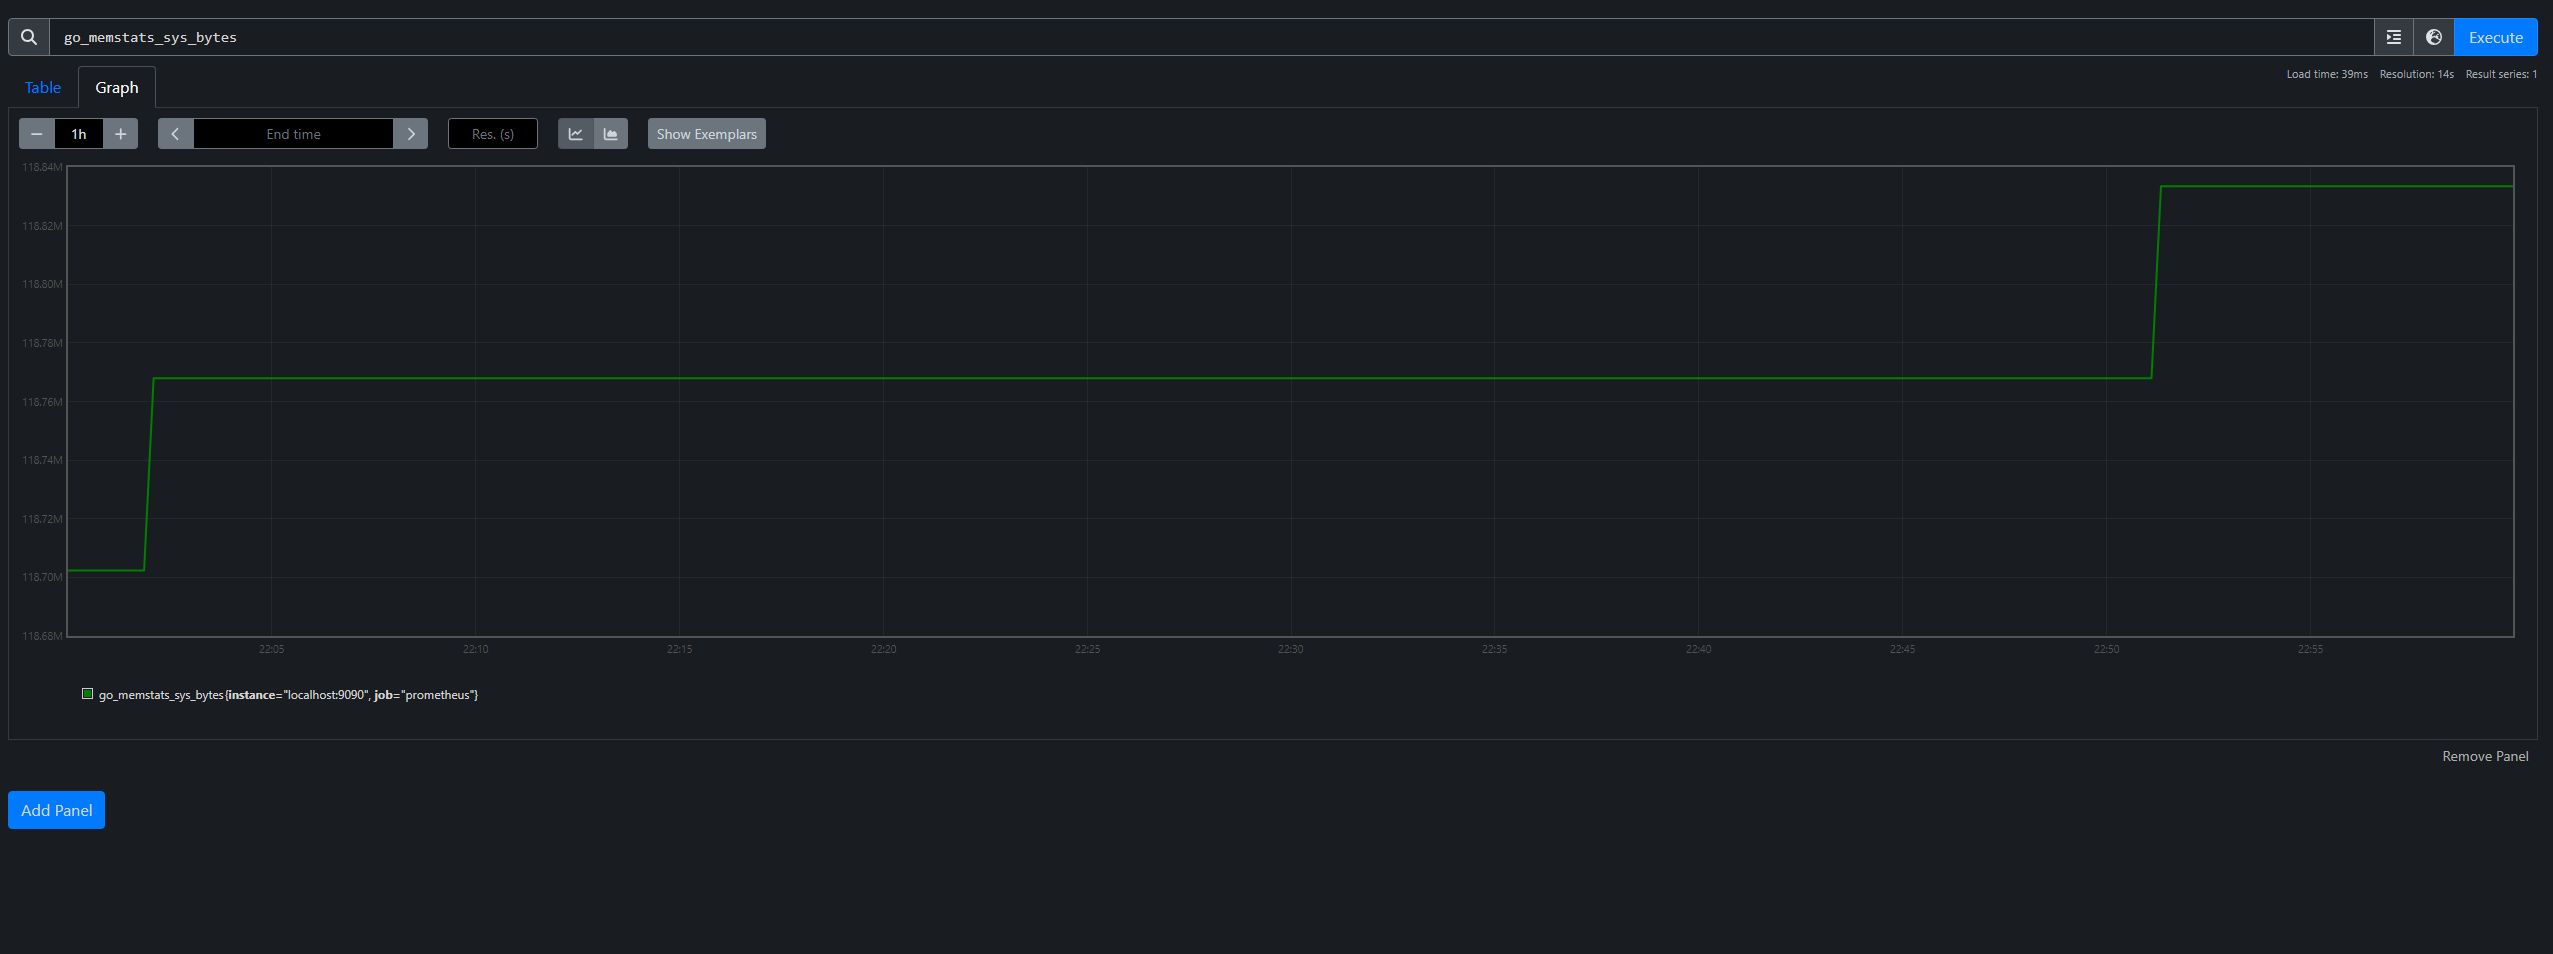 go_memstats_sys_bytes
Execute
Load time: 39ms Resolution: 14s Result series: 1
Table Graph
1h End time Res. (s) Show Exemplars
118.84M
118.82M
118.80M
118.78M
118.76M
118.74M
118.72M
118.70M
118.68M
22:05 22:10 22:15 22:20 22:25 22:30 22:35 22:40 22:45 22:50 22:55
go_memstats_sys_bytes{instance="localhost:9090", job="prometheus"}
Remove Panel
Add Panel